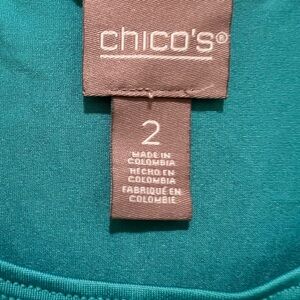 chico's®
2
MADE IN
COLOMBIA
HECHO EN
COLOMBIA
FABRIQUÉ EN
COLOMBIE